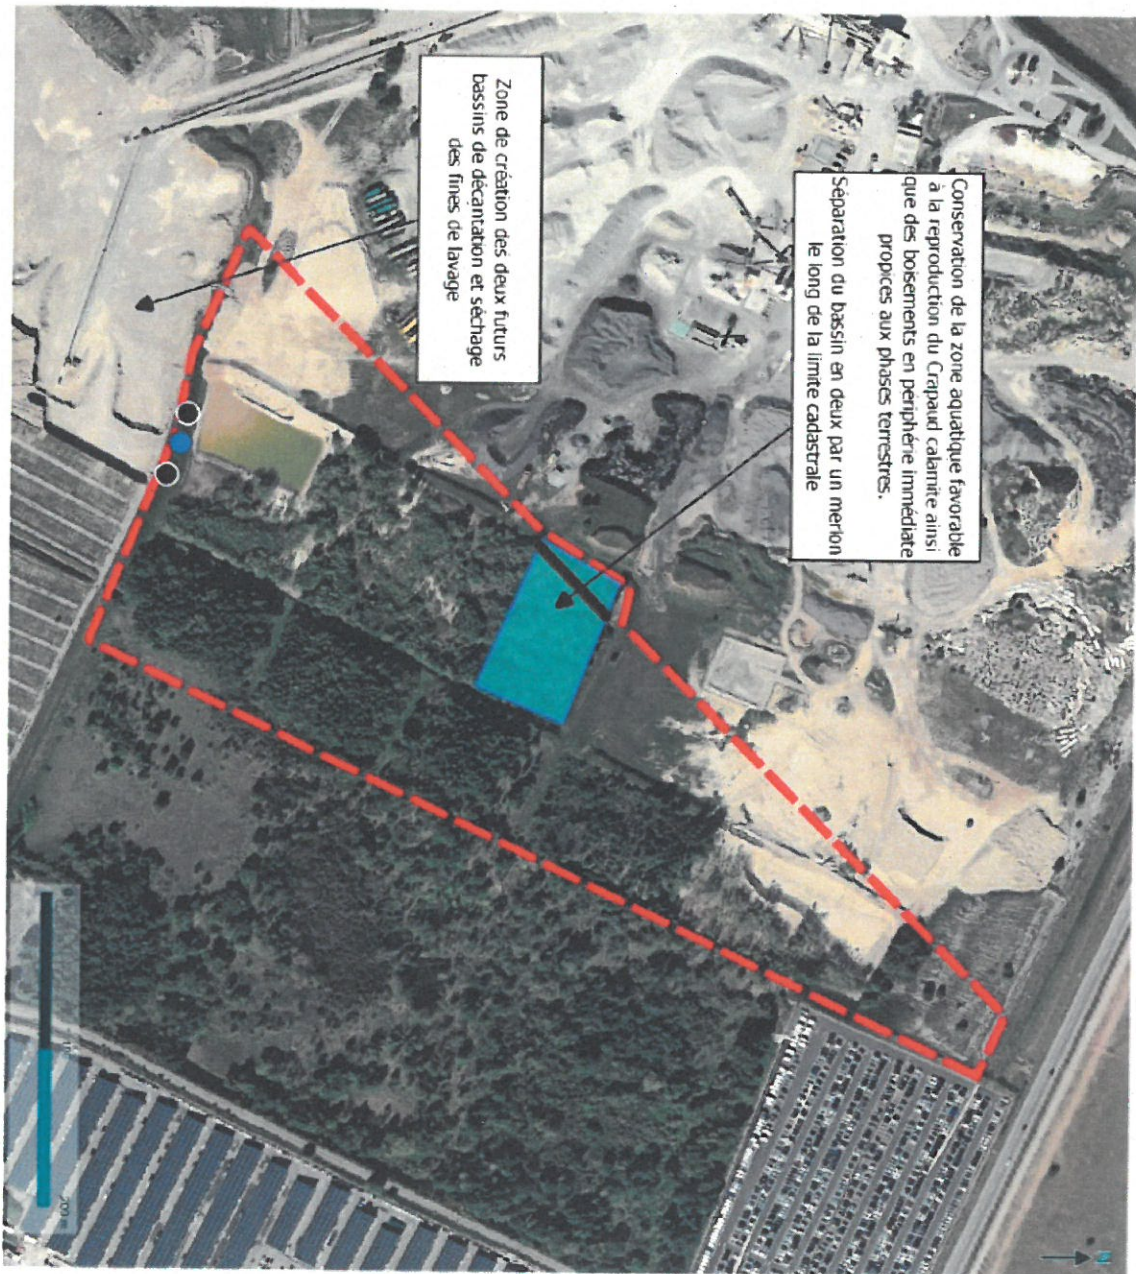 N
Conservation de la zone aquatique favorable
à la reproduction du Crapaud calamite ainsi
que des boisements en périphérie immédiate
propices aux phases terrestres.
Séparation du bassin en deux par un merlon
le long de la limite cadastrale
Zone de création des deux futurs
bassins de décantation et séchage
des fines de lavage
200 m